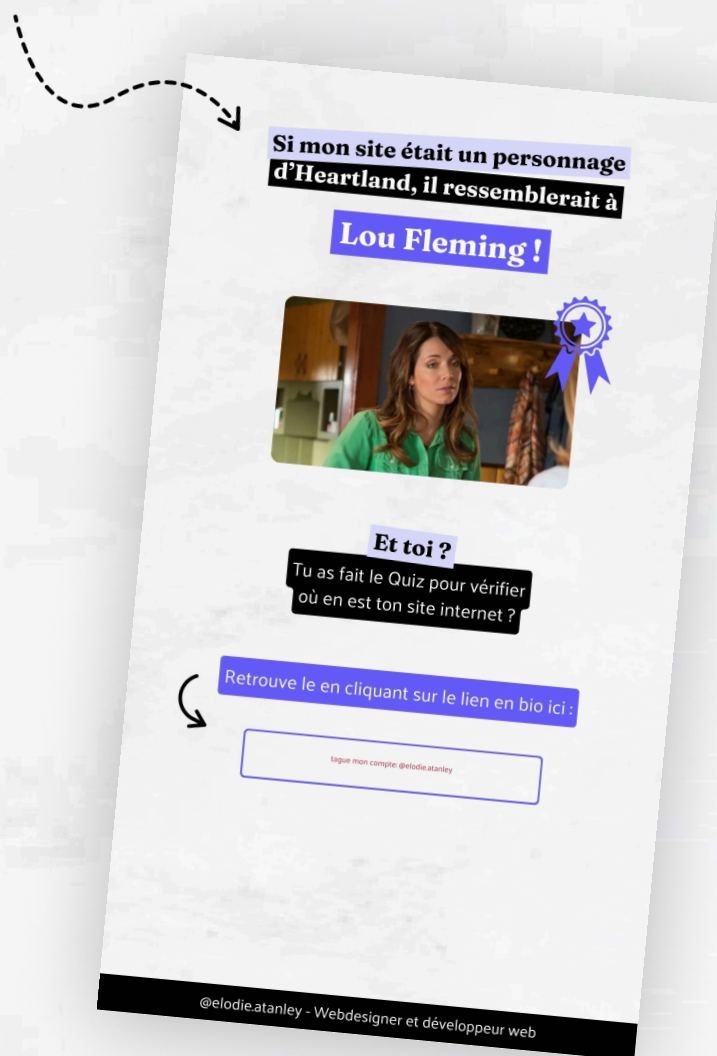 Si mon site était un personnage
d'Heartland, il ressemblerait à
Lou Fleming !
Et toi ?
Tu as fait le Quiz pour vérifier
où en est ton site internet ?
Retrouve le en cliquant sur le lien en bio ici :
tague mon compte: @elodie.atanley
@elodie.atanley - Webdesigner et développeur web